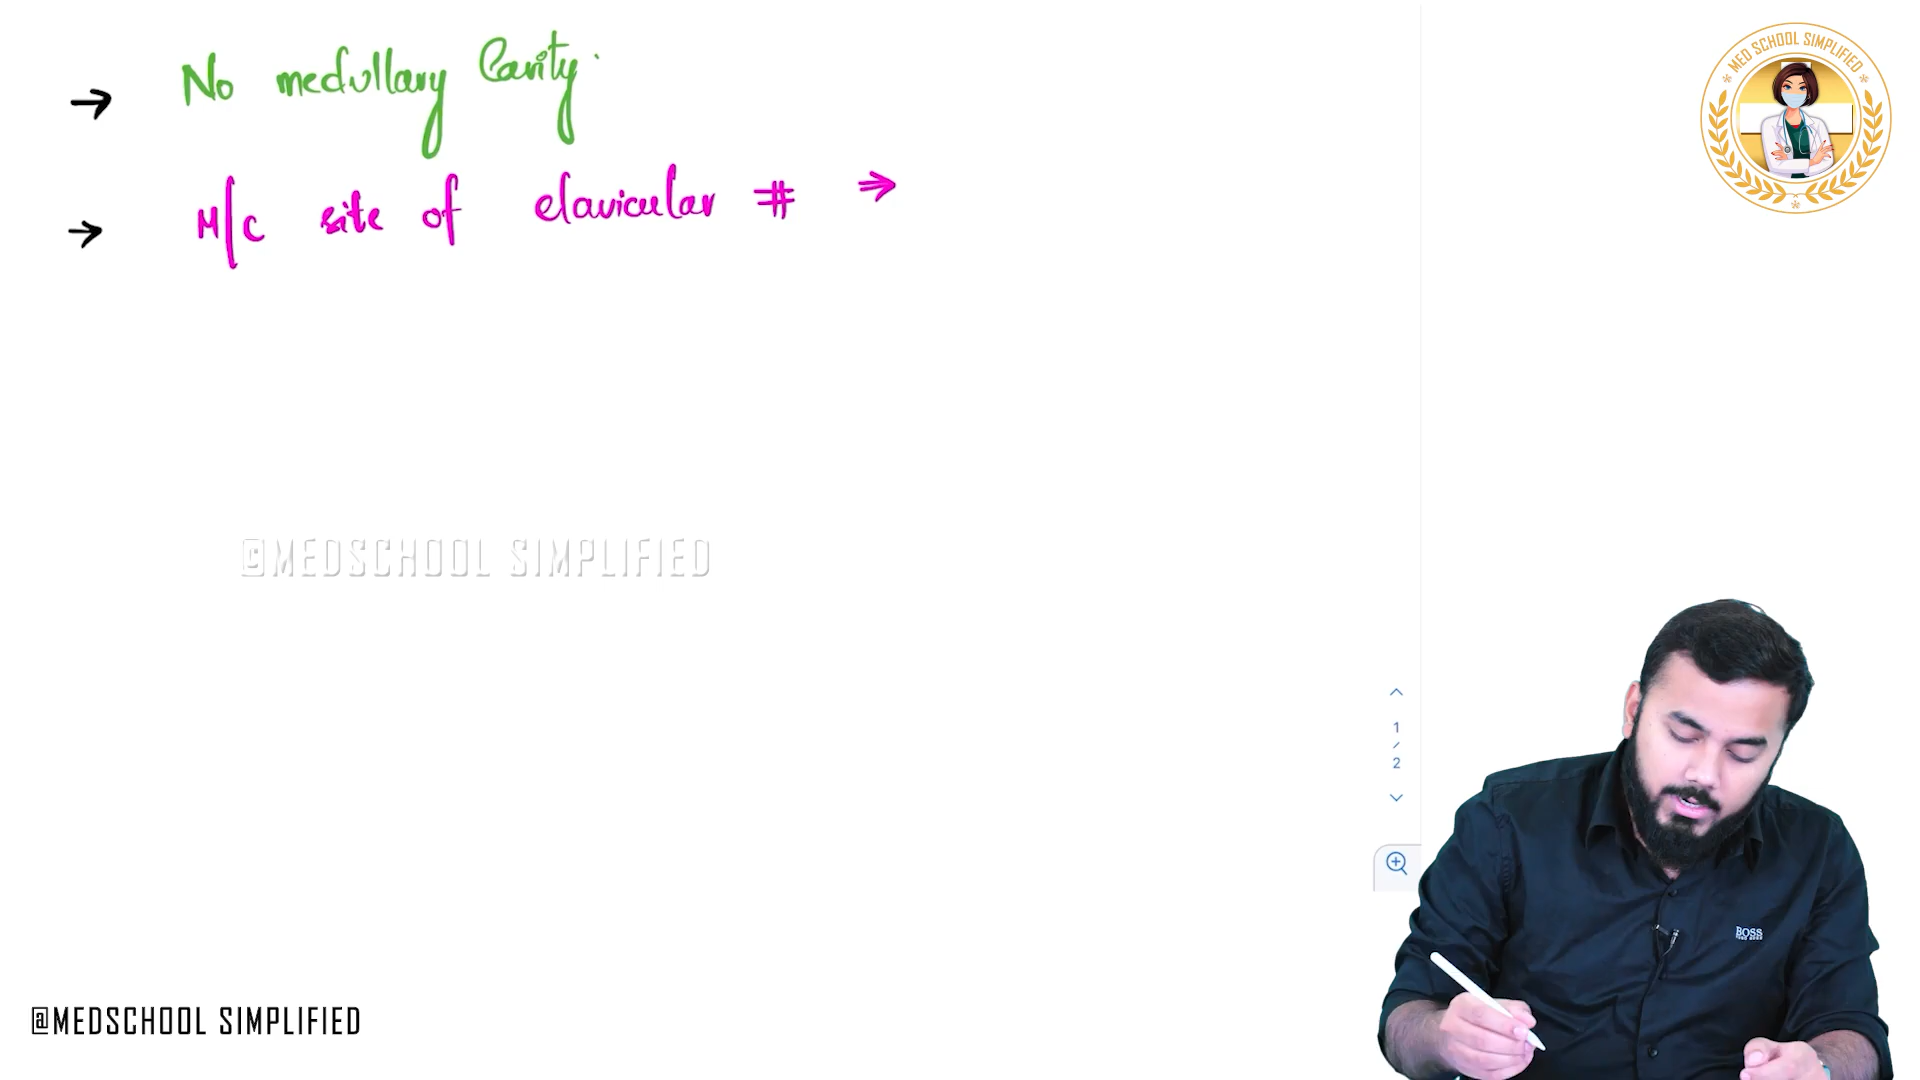 → No medullary Cavity.
→ M/C site of clavicular # ⇒
MED SCHOOL SIMPLIFIED
@MEDSCHOOL SIMPLIFIED
1
/
2
BOSS
@MEDSCHOOL SIMPLIFIED